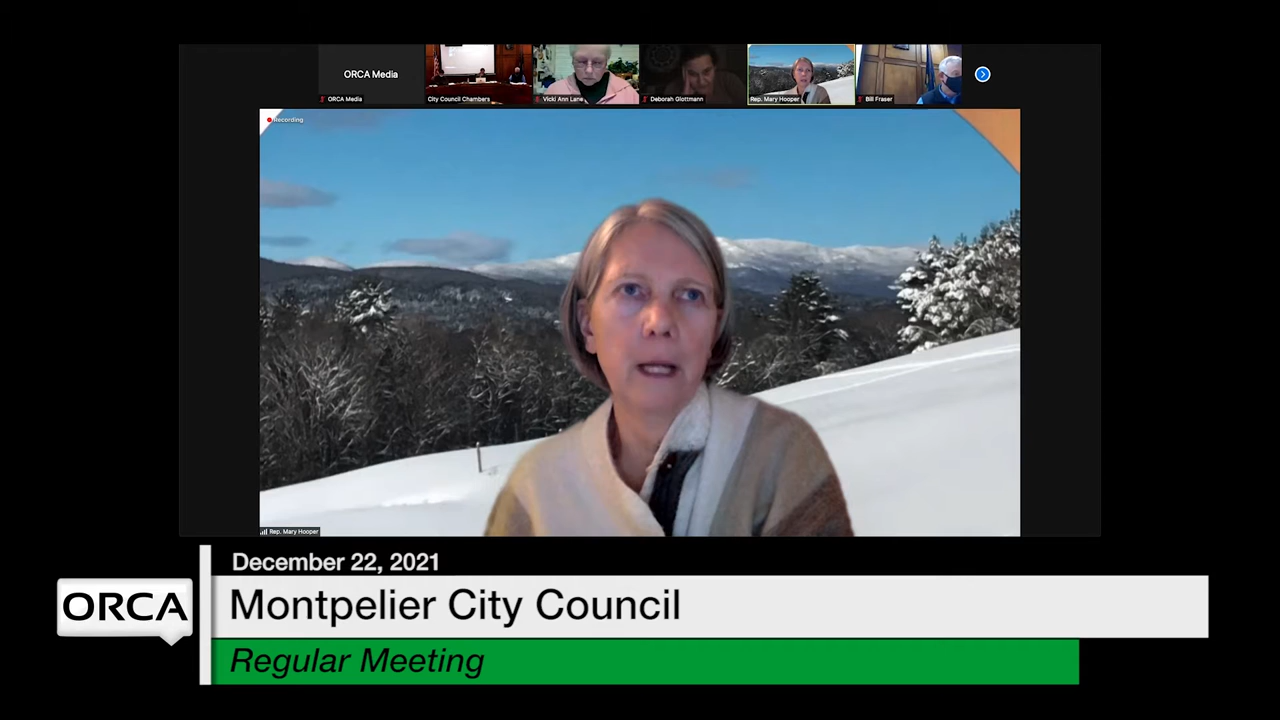 ORCA Media
ORCA Media
City Council Chambers
Vicki Ann Lane
Deborah Glottmann
Rep. Mary Hooper
Bill Fraser
Recording
Rep. Mary Hooper
December 22, 2021
ORCA
Montpelier City Council
Regular Meeting